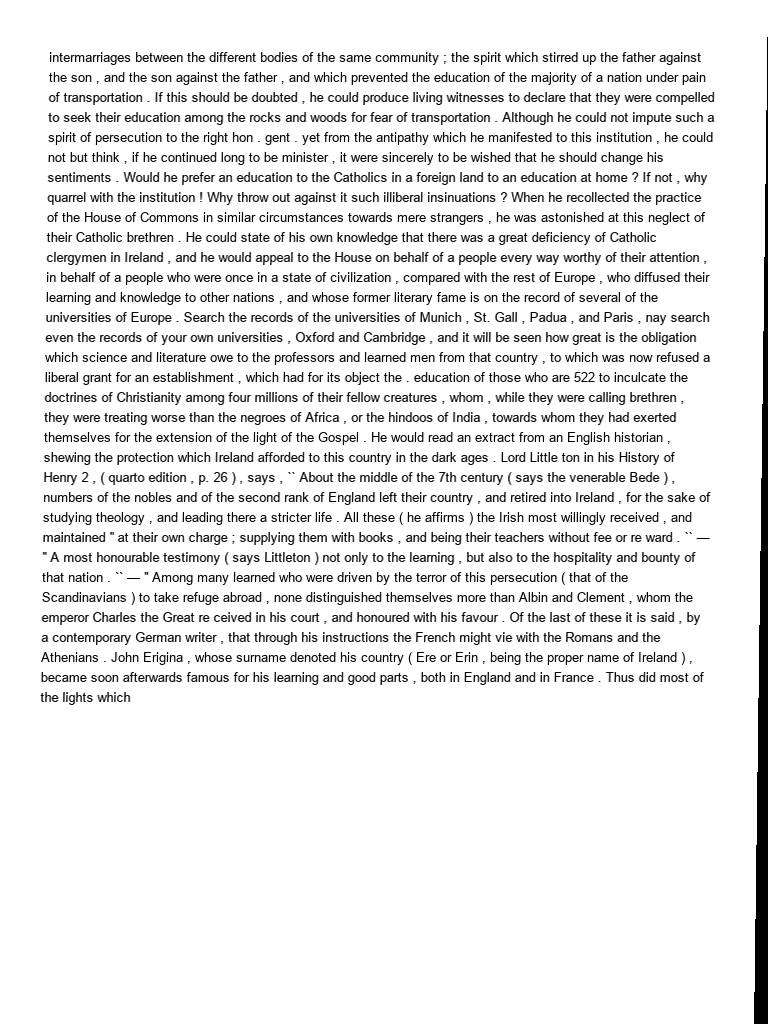 intermarriages between the different bodies of the same community ; the spirit which stirred up the father against
the son , and the son against the father , and which prevented the education of the majority of a nation under pain
of transportation . If this should be doubted , he could produce living witnesses to declare that they were compelled
to seek their education among the rocks and woods for fear of transportation . Although he could not impute such a
spirit of persecution to the right hon . gent . yet from the antipathy which he manifested to this institution , he could
not but think , if he continued long to be minister , it were sincerely to be wished that he should change his
sentiments . Would he prefer an education to the Catholics in a foreign land to an education at home ? If not , why
quarrel with the institution ! Why throw out against it such illiberal insinuations ? When he recollected the practice
of the House of Commons in similar circumstances towards mere strangers , he was astonished at this neglect of
their Catholic brethren . He could state of his own knowledge that there was a great deficiency of Catholic
clergymen in Ireland , and he would appeal to the House on behalf of a people every way worthy of their attention ,
in behalf of a people who were once in a state of civilization , compared with the rest of Europe , who diffused their
learning and knowledge to other nations , and whose former literary fame is on the record of several of the
universities of Europe . Search the records of the universities of Munich , St. Gall , Padua , and Paris , nay search
even the records of your own universities , Oxford and Cambridge , and it will be seen how great is the obligation
which science and literature owe to the professors and learned men from that country , to which was now refused a
liberal grant for an establishment , which had for its object the . education of those who are 522 to inculcate the
doctrines of Christianity among four millions of their fellow creatures , whom , while they were calling brethren ,
they were treating worse than the negroes of Africa , or the hindoos of India , towards whom they had exerted
themselves for the extension of the light of the Gospel . He would read an extract from an English historian ,
shewing the protection which Ireland afforded to this country in the dark ages . Lord Little ton in his History of
Henry 2 , ( quarto edition , p. 26 ) , says , `` About the middle of the 7th century ( says the venerable Bede ) ,
numbers of the nobles and of the second rank of England left their country , and retired into Ireland , for the sake of
studying theology , and leading there a stricter life . All these ( he affirms ) the Irish most willingly received , and
maintained " at their own charge ; supplying them with books , and being their teachers without fee or re ward . `` —
" A most honourable testimony ( says Littleton ) not only to the learning , but also to the hospitality and bounty of
that nation . `` — " Among many learned who were driven by the terror of this persecution ( that of the
Scandinavians ) to take refuge abroad , none distinguished themselves more than Albin and Clement , whom the
emperor Charles the Great re ceived in his court , and honoured with his favour . Of the last of these it is said , by
a contemporary German writer , that through his instructions the French might vie with the Romans and the
Athenians . John Erigina , whose surname denoted his country ( Ere or Erin , being the proper name of Ireland ) ,
became soon afterwards famous for his learning and good parts , both in England and in France . Thus did most of
the lights which